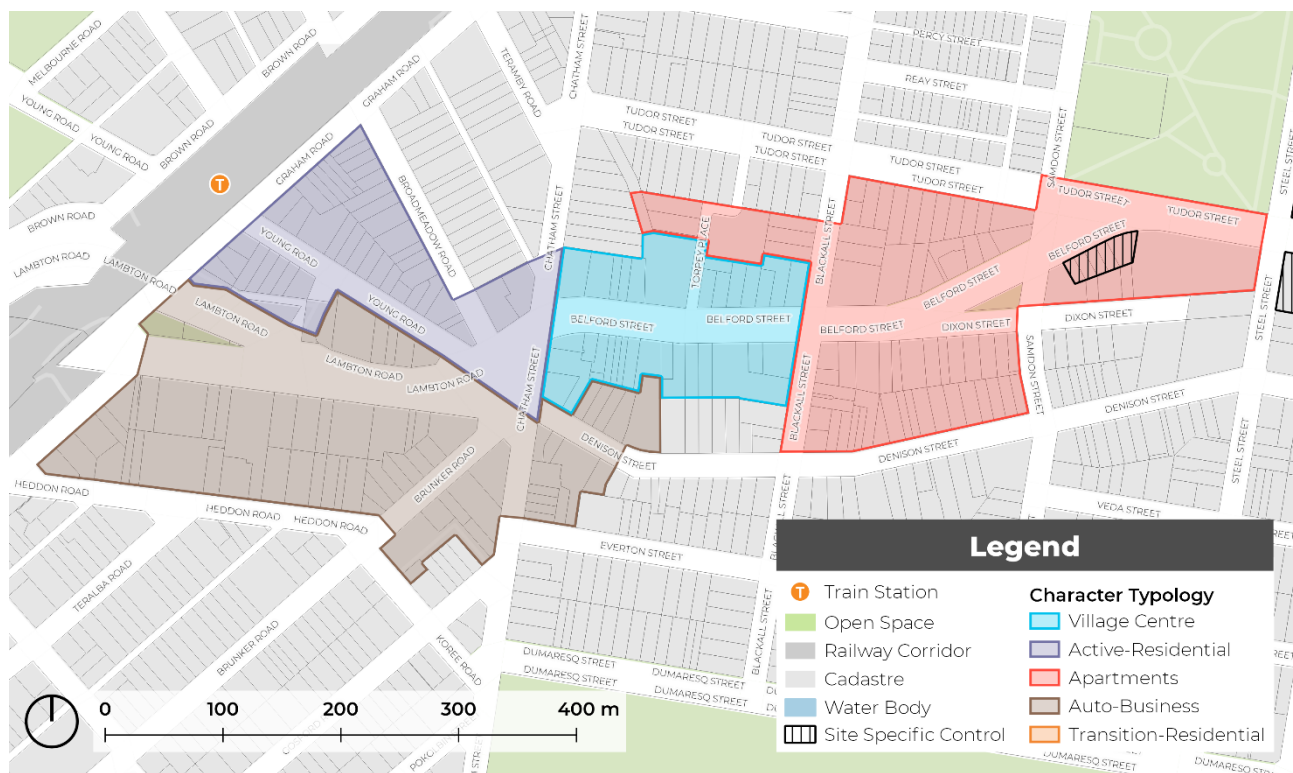 MELBOURNE ROAD
BROWN ROAD
GRAHAM ROAD
TERAMBY ROAD
CHATHAM STREET
PERCY STREET
REAY STREET
YOUNG ROAD
YOUNG ROAD
BROWN ROAD
GRAHAM ROAD
TUDOR STREET
TUDOR STREET
TUDOR STREET
TUDOR STREET
TUDOR STREET
SAMDON STREET
STEEL STREET
T
BROADMEADOW ROAD
TUDOR STREET
TUDOR STREET
TUDOR STREET
BROWN ROAD
CHATHAM STREET
TORPEY PLACE
BLACKALL STREET
BELFORD STREET
LAMBTON ROAD
LAMBTON ROAD
YOUNG ROAD
LAMBTON ROAD
YOUNG ROAD
BELFORD STREET
BELFORD STREET
BELFORD STREET
BELFORD STREET
DIXON STREET
DIXON STREET
STEEL STREET
LAMBTON ROAD
LAMBTON ROAD
CHATHAM STREET
BLACKALL STREET
SAMDON STREET
DENISON STREET
DENISON STREET
DENISON STREET
BRUNKER ROAD
STEEL STREET
HEDDON ROAD
HEDDON ROAD
HEDDON ROAD
VEDA STREET
EVERTON STREET
TERALBA ROAD
BRUNKER ROAD
KOREE ROAD
BLACKALL STREET
DUMARESQ STREET
DUMARESQ STREET
DUMARESQ STREET
DUMARESQ STREET
DUMARESQ STREET
DUMARESQ STREET
Legend
T Train Station
Open Space
Railway Corridor
Cadastre
Water Body
Site Specific Control
Character Typology
Village Centre
Active-Residential
Apartments
Auto-Business
Transition-Residential
0 100 200 300 400 m